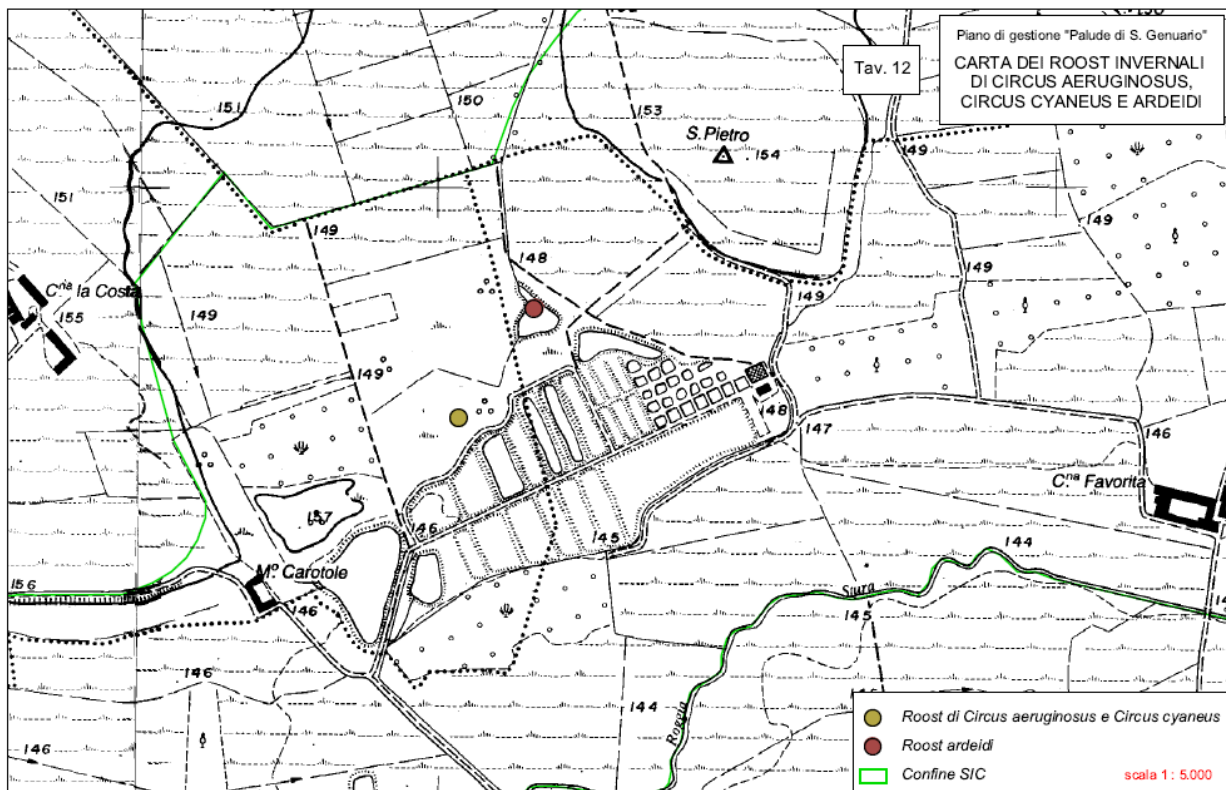 Piano di gestione "Palude di S. Genuario"
CARTA DEI ROOST INVERNALI
DI CIRCUS AERUGINOSUS,
CIRCUS CYANEUS E ARDEIDI
Tav. 12
151
150
153
S. Pietro
154
149
151
149
148
149
149
149
Cⁿᵃ la Costa
155
149
149
148
147
146
Cⁿᵃ Favorita
157
146
145
144
156
Mº Carotole
146
Stura
145
146
144
Roggia
146
Roost di Circus aeruginosus e Circus cyaneus
Roost ardeidi
Confine SIC
scala 1 : 5.000